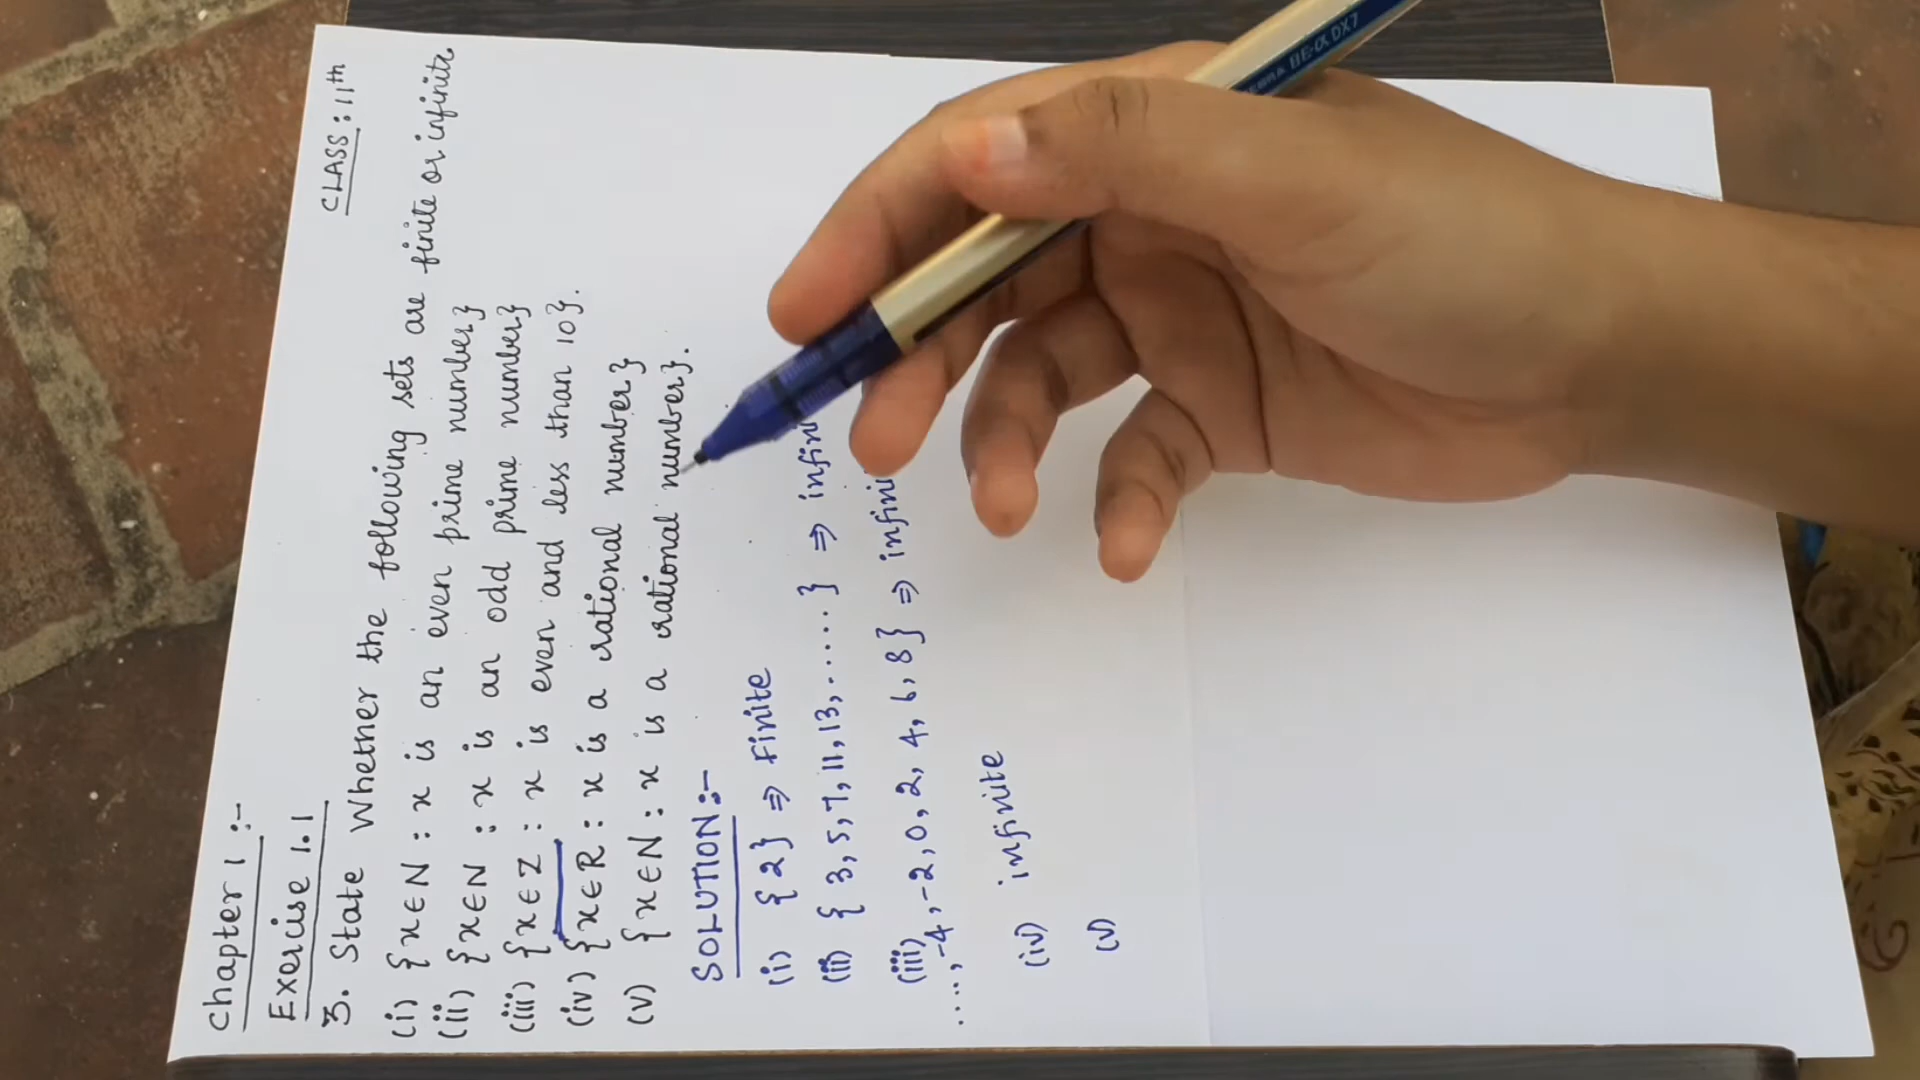 CLASS : 11th
Chapter 1 :-
Exercise 1.1
3. State Whether the following sets are finite or infinite
(i) {x∈N : x is an even prime number}
(ii) {x∈N : x is an odd prime number}
(iii) {x∈Z : x is even and less than 10}.
(iv) {x∈R : x is a rational number}
(v) {x∈N : x is a rational number}.
SOLUTION:-
(i) {2} ⇒ Finite
(ii) {3,5,7,11,13,......} ⇒ infin
(iii)
....,-4,-2,0,2,4,6,8} ⇒ infini
(iv) infinite
(v)
BE-α DX7